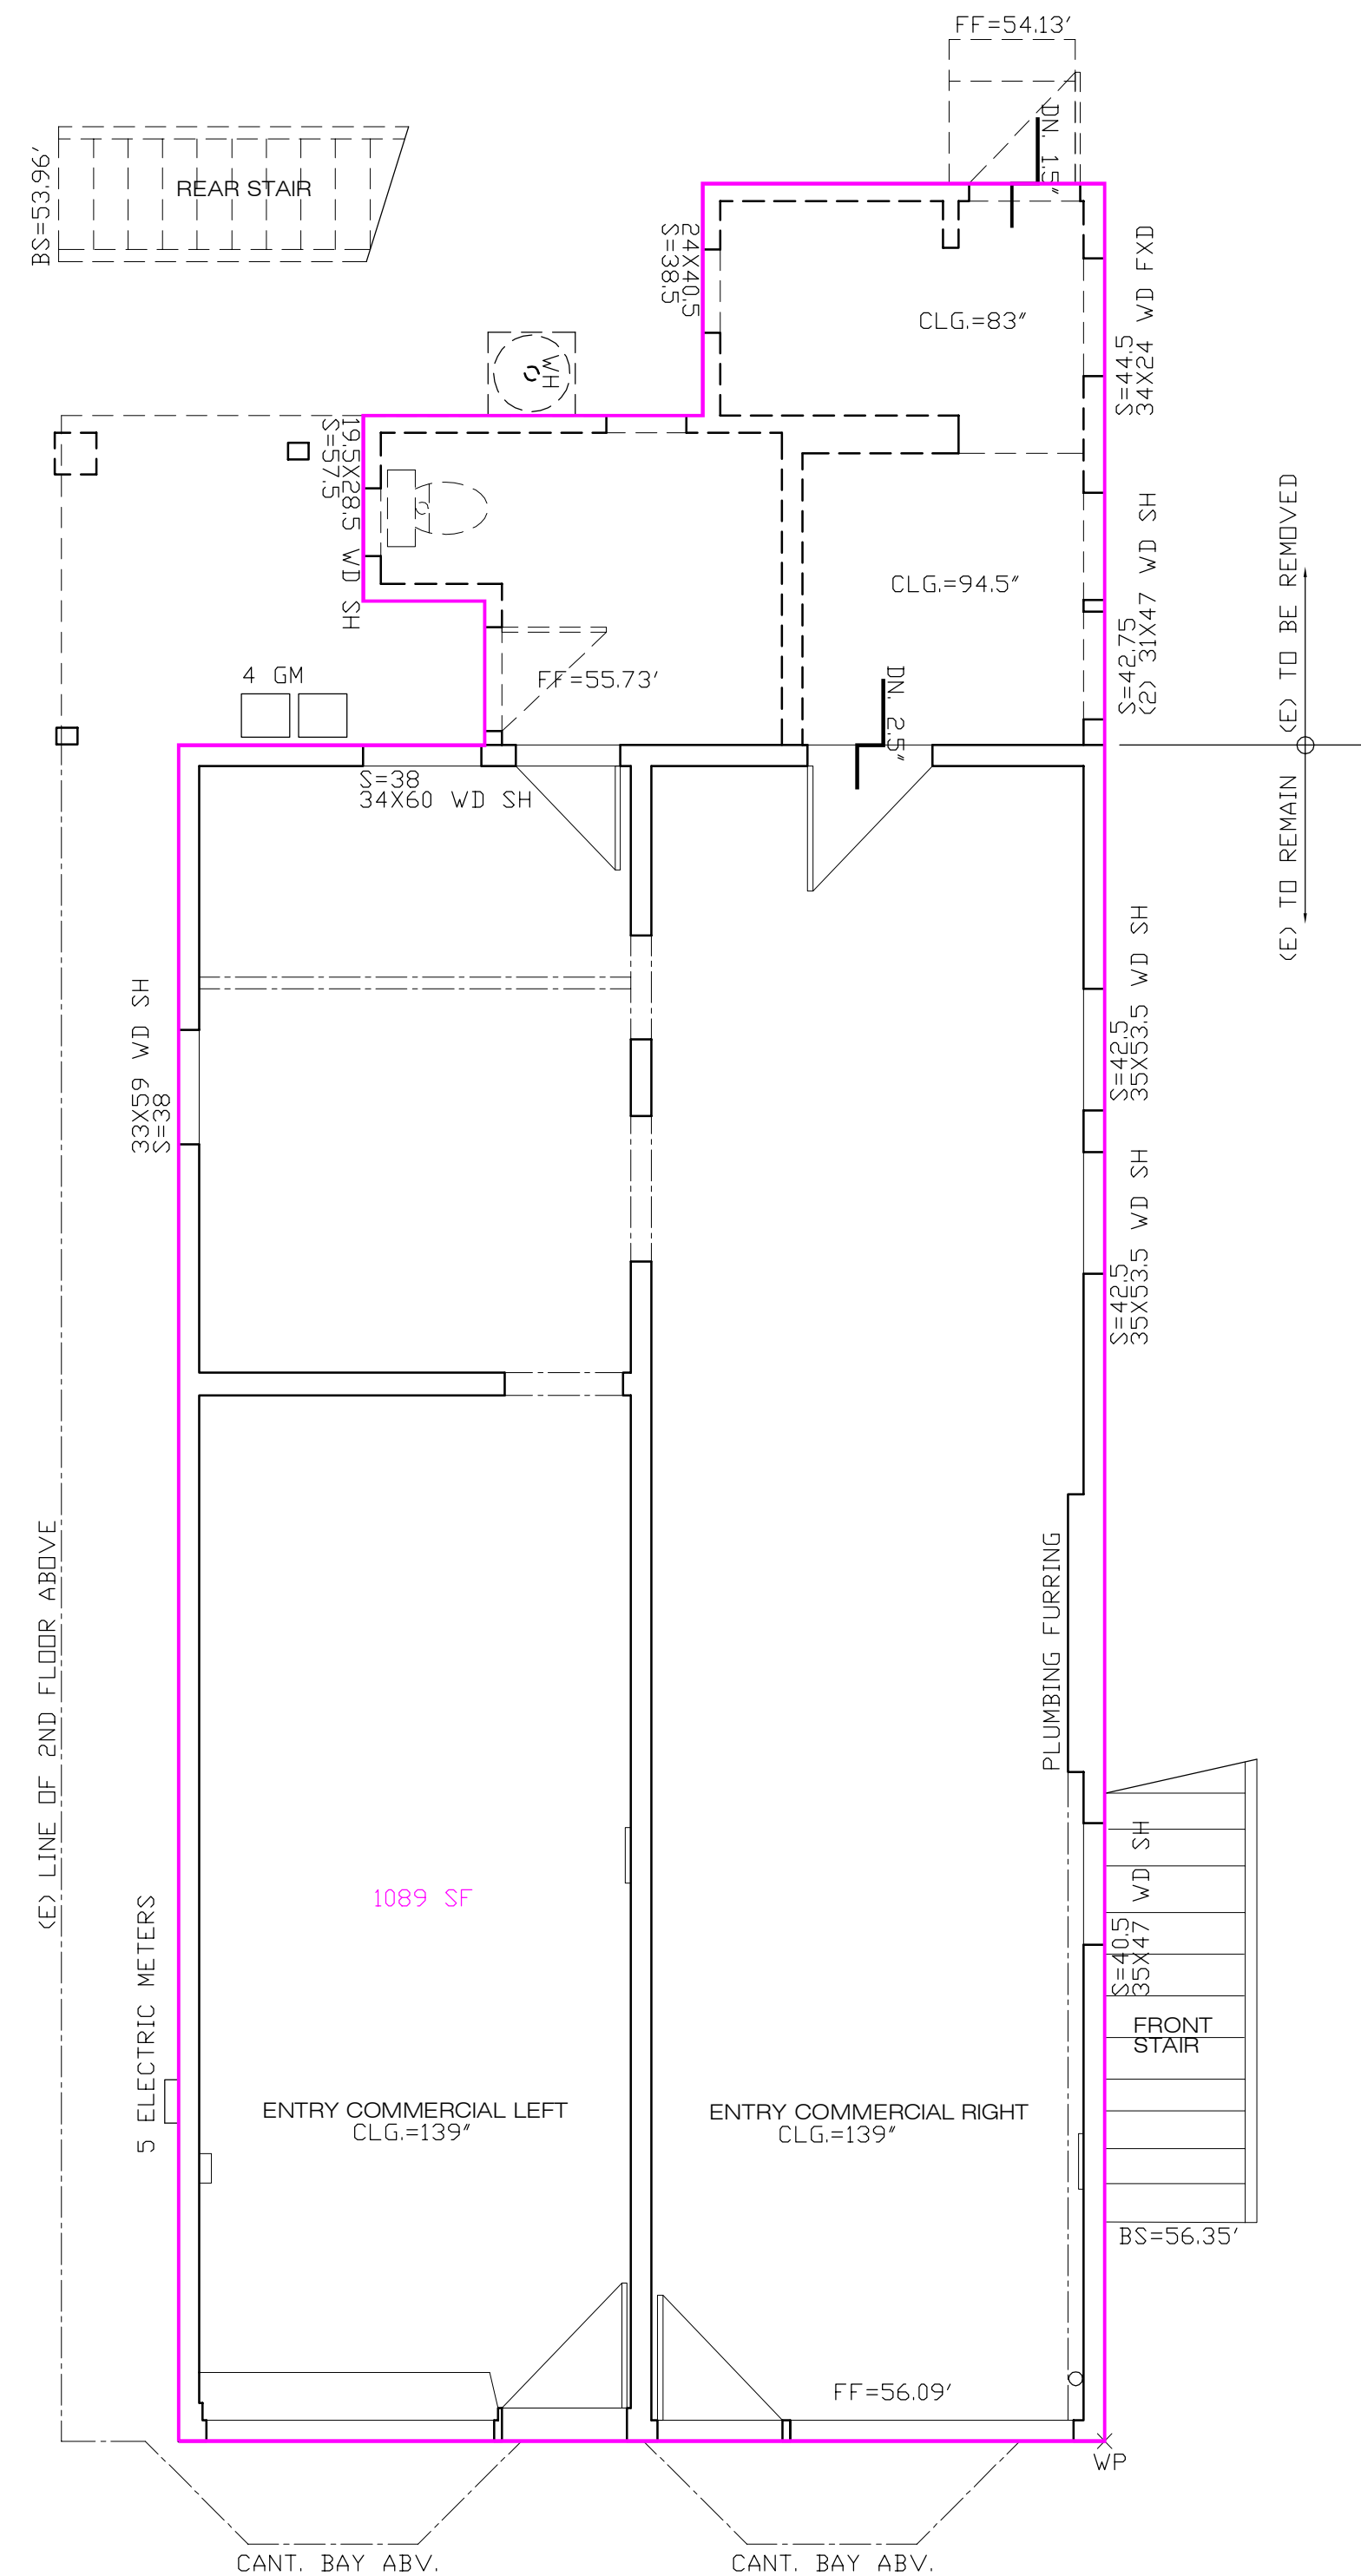 FF=54.13'
DN. 1.5"
BS=53.96'
REAR STAIR
24X40.5
S=38.5
CLG.=83"
S=44.5
34X24 WD FXD
WH
19.5X28.5 WD SH
S=57.5
CLG.=94.5"
S=42.75
(2) 31X47 WD SH
(E) TO BE REMOVED
(E) TO REMAIN
4 GM
FF=55.73'
DN. 2.5"
S=38
34X60 WD SH
33X59 WD SH
S=38
S=42.5
35X53.5 WD SH
S=42.5
35X53.5 WD SH
(E) LINE OF 2ND FLOOR ABOVE
PLUMBING FURRING
1089 SF
5 ELECTRIC METERS
S=40.5
35X47 WD SH
FRONT
STAIR
ENTRY COMMERCIAL LEFT
CLG.=139"
ENTRY COMMERCIAL RIGHT
CLG.=139"
BS=56.35'
FF=56.09'
WP
CANT. BAY ABV.
CANT. BAY ABV.